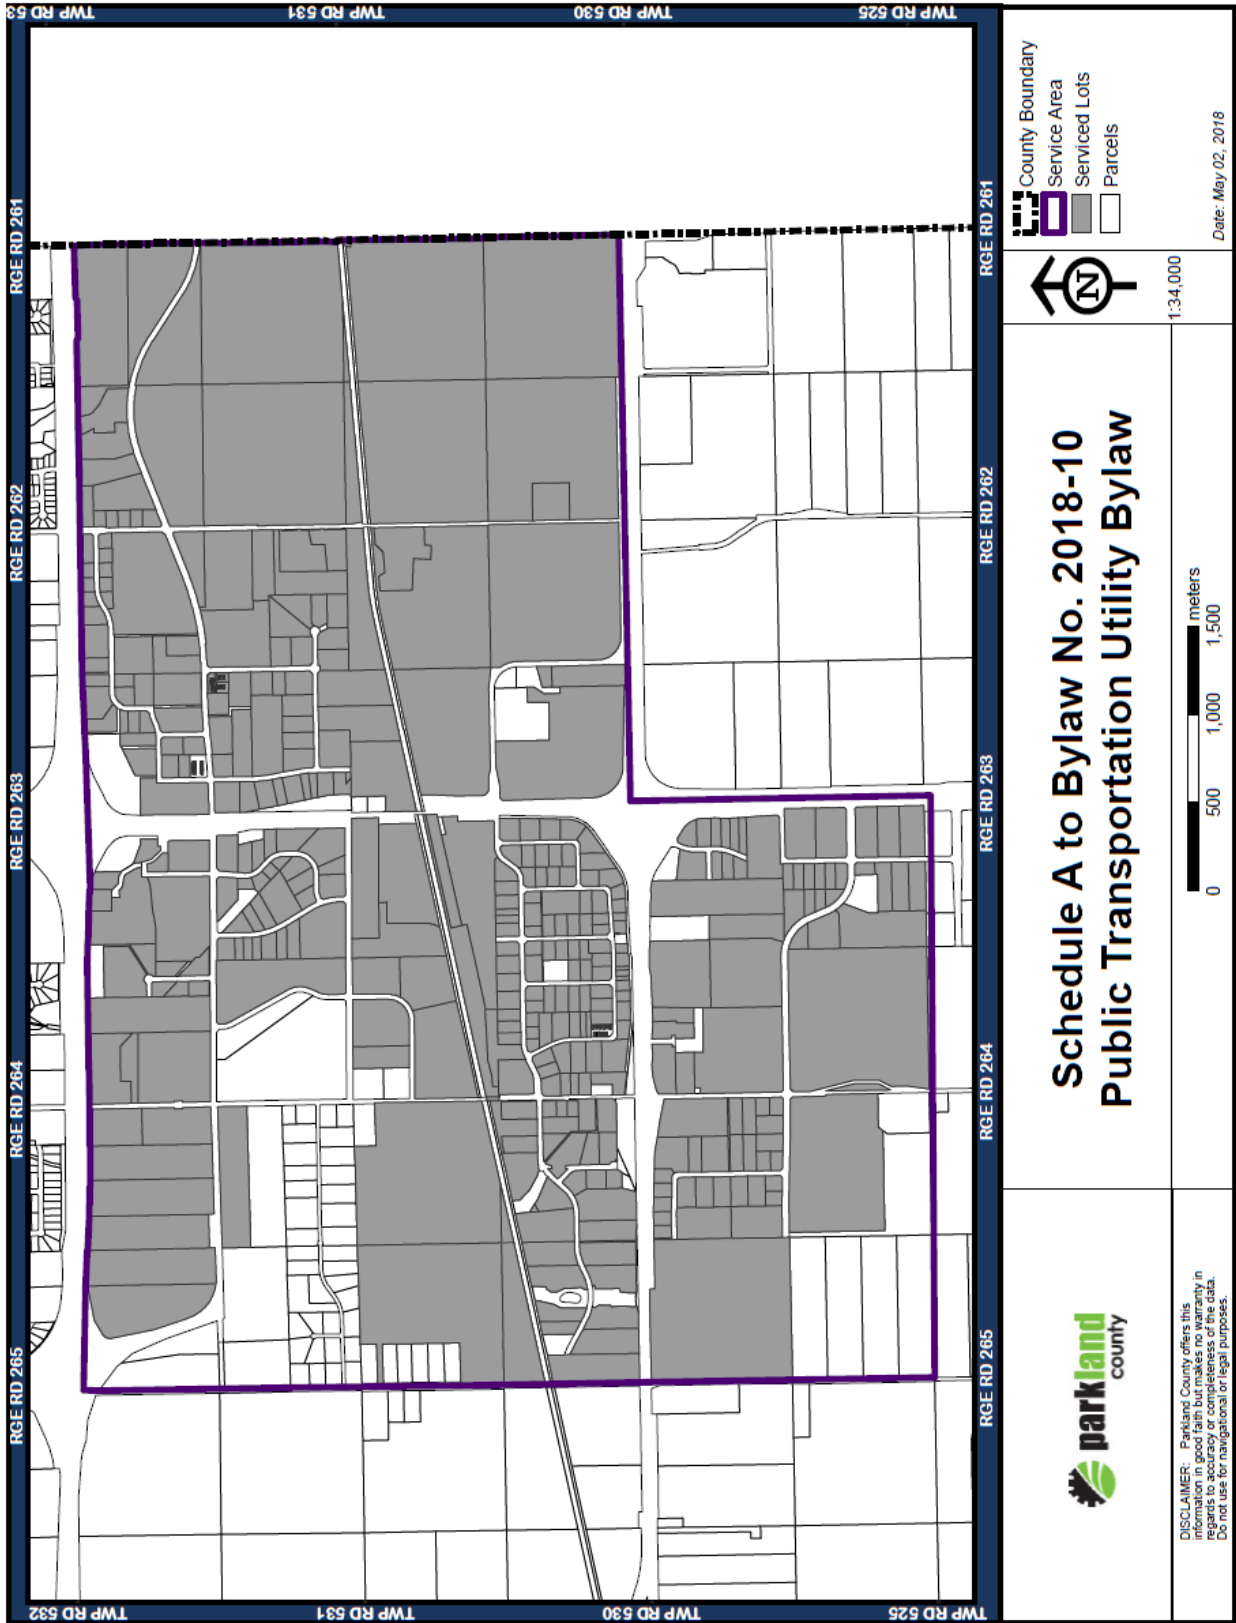 RGE RD 265
RGE RD 264
RGE RD 263
RGE RD 262
RGE RD 261
TWP RD 532
TWP RD 531
TWP RD 530
TWP RD 525
TWP RD 53
TWP RD 531
TWP RD 530
TWP RD 525
RGE RD 265
RGE RD 264
RGE RD 263
RGE RD 262
RGE RD 261
parkland
county
DISCLAIMER: Parkland County offers this
information in good faith but makes no warranty in
regards to accuracy or completeness of the data.
Do not use for navigational or legal purposes.
Schedule A to Bylaw No. 2018-10
Public Transportation Utility Bylaw
0 500 1,000 1,500
meters
N
1:34,000
County Boundary
Service Area
Serviced Lots
Parcels
Date: May 02, 2018